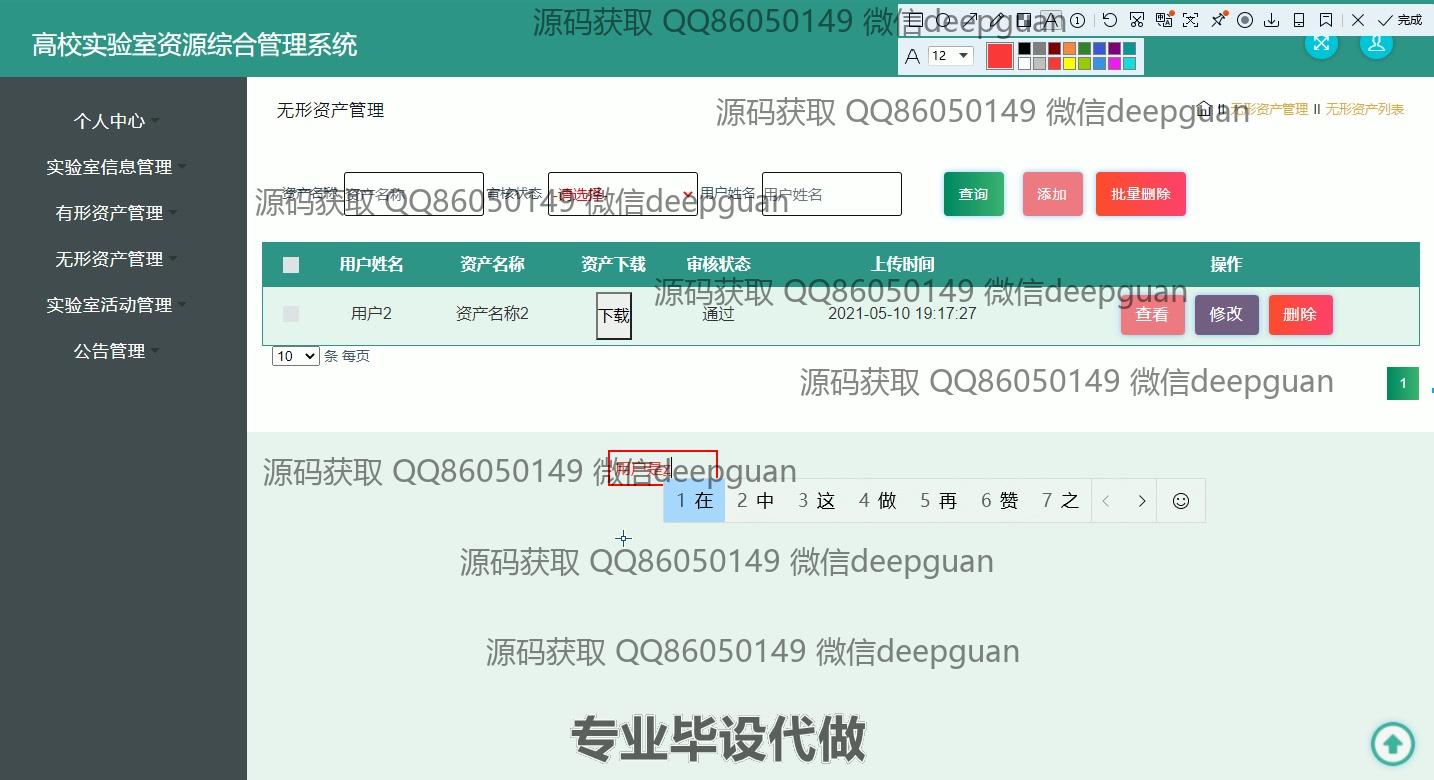 源码获取 QQ86050149 微信deepguan
完成
高校实验室资源综合管理系统
A 12
个人中心
实验室信息管理
有形资产管理
无形资产管理
实验室活动管理
公告管理
无形资产管理
源码获取 QQ86050149 微信deepguan
II 无形资产管理 II 无形资产列表
资产名称 资产名称 审核状态 请选择 用户姓名 用户姓名 查询 添加 批量删除
源码获取 QQ86050149 微信deepguan
用户姓名 资产名称 资产下载 审核状态 上传时间 操作
源码获取 QQ86050149 微信deepguan
用户2 资产名称2 下载 通过 2021-05-10 19:17:27 查看 修改 删除
10 条 每页
源码获取 QQ86050149 微信deepguan
1
源码获取 QQ86050149 微信deepguan
用户是z
1 在 2 中 3 这 4 做 5 再 6 赞 7 之
源码获取 QQ86050149 微信deepguan
源码获取 QQ86050149 微信deepguan
专业毕设代做